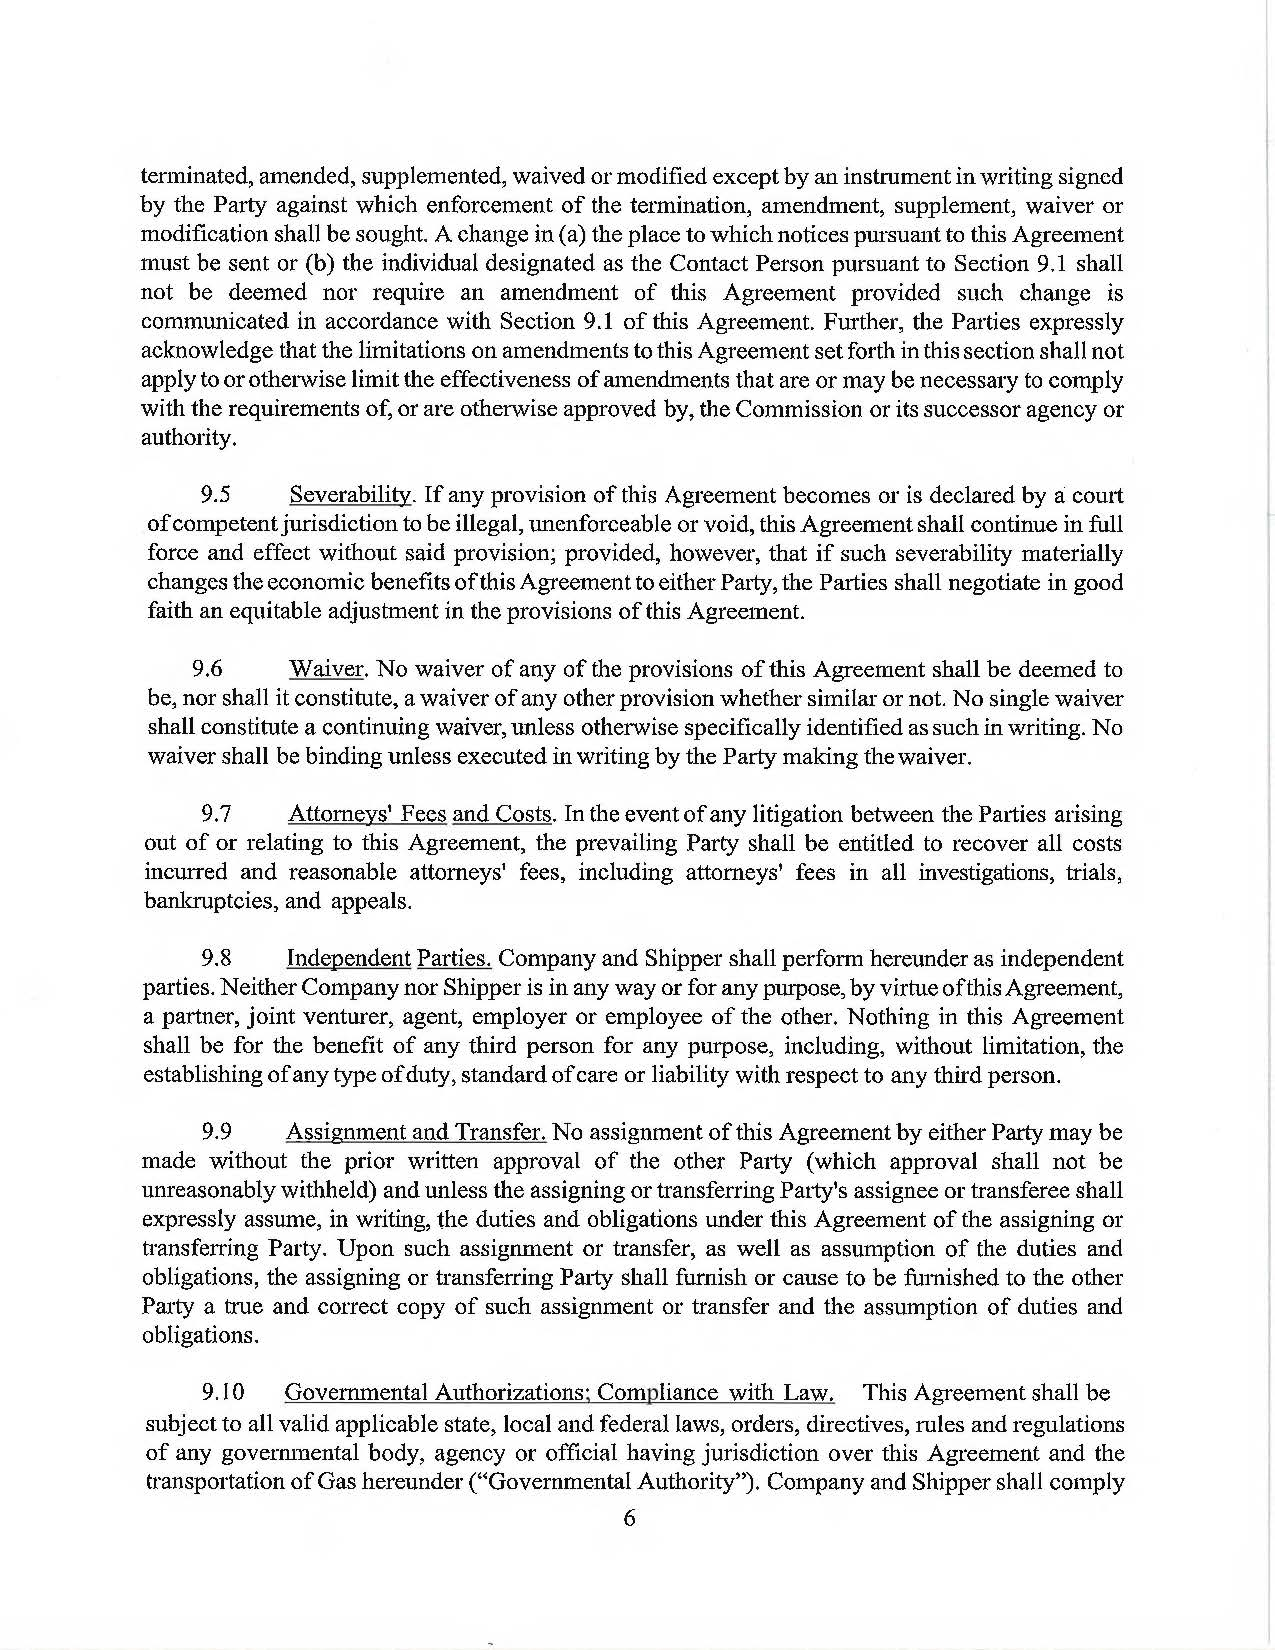 terminated, amended, supplemented, waived or modified except by an instrument in writing signed
by the Party against which enforcement of the termination, amendment, supplement, waiver or
modification shall be sought. A change in (a) the place to which notices pursuant to this Agreement
must be sent or (b) the individual designated as the Contact Person pursuant to Section 9.1 shall
not be deemed nor require an amendment of this Agreement provided such change is
communicated in accordance with Section 9.1 of this Agreement. Further, the Parties expressly
acknowledge that the limitations on amendments to this Agreement set forth in this section shall not
apply to or otherwise limit the effectiveness of amendments that are or may be necessary to comply
with the requirements of, or are otherwise approved by, the Commission or its successor agency or
authority.
9.5 Severability. If any provision of this Agreement becomes or is declared by a court
of competent jurisdiction to be illegal, unenforceable or void, this Agreement shall continue in full
force and effect without said provision; provided, however, that if such severability materially
changes the economic benefits of this Agreement to either Party, the Parties shall negotiate in good
faith an equitable adjustment in the provisions of this Agreement.
9.6 Waiver. No waiver of any of the provisions of this Agreement shall be deemed to
be, nor shall it constitute, a waiver of any other provision whether similar or not. No single waiver
shall constitute a continuing waiver, unless otherwise specifically identified as such in writing. No
waiver shall be binding unless executed in writing by the Party making the waiver.
9.7 Attorneys' Fees and Costs. In the event of any litigation between the Parties arising
out of or relating to this Agreement, the prevailing Party shall be entitled to recover all costs
incurred and reasonable attorneys' fees, including attorneys' fees in all investigations, trials,
bankruptcies, and appeals.
9.8 Independent Parties. Company and Shipper shall perform hereunder as independent
parties. Neither Company nor Shipper is in any way or for any purpose, by virtue of this Agreement,
a partner, joint venturer, agent, employer or employee of the other. Nothing in this Agreement
shall be for the benefit of any third person for any purpose, including, without limitation, the
establishing of any type of duty, standard of care or liability with respect to any third person.
9.9 Assignment and Transfer. No assignment of this Agreement by either Party may be
made without the prior written approval of the other Party (which approval shall not be
unreasonably withheld) and unless the assigning or transferring Party's assignee or transferee shall
expressly assume, in writing, the duties and obligations under this Agreement of the assigning or
transferring Party. Upon such assignment or transfer, as well as assumption of the duties and
obligations, the assigning or transferring Party shall furnish or cause to be furnished to the other
Party a true and correct copy of such assignment or transfer and the assumption of duties and
obligations.
9.10 Governmental Authorizations; Compliance with Law. This Agreement shall be
subject to all valid applicable state, local and federal laws, orders, directives, rules and regulations
of any governmental body, agency or official having jurisdiction over this Agreement and the
transportation of Gas hereunder (“Governmental Authority”). Company and Shipper shall comply
6